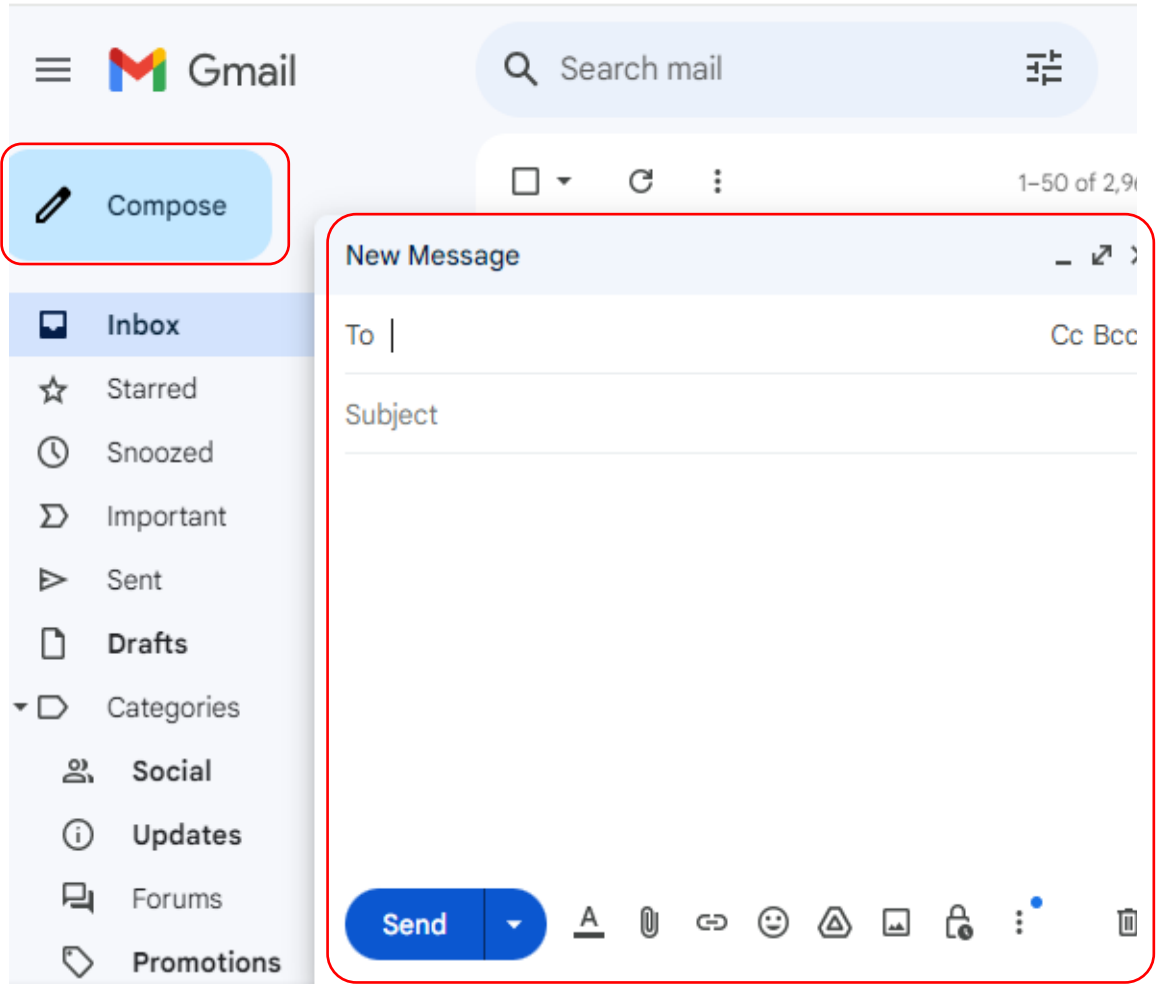 Gmail
Search mail
Compose
1–50 of 2,96
New Message
Inbox
To
Cc Bcc
Starred
Subject
Snoozed
Important
Sent
Drafts
Categories
Social
Updates
Forums
Send
Promotions